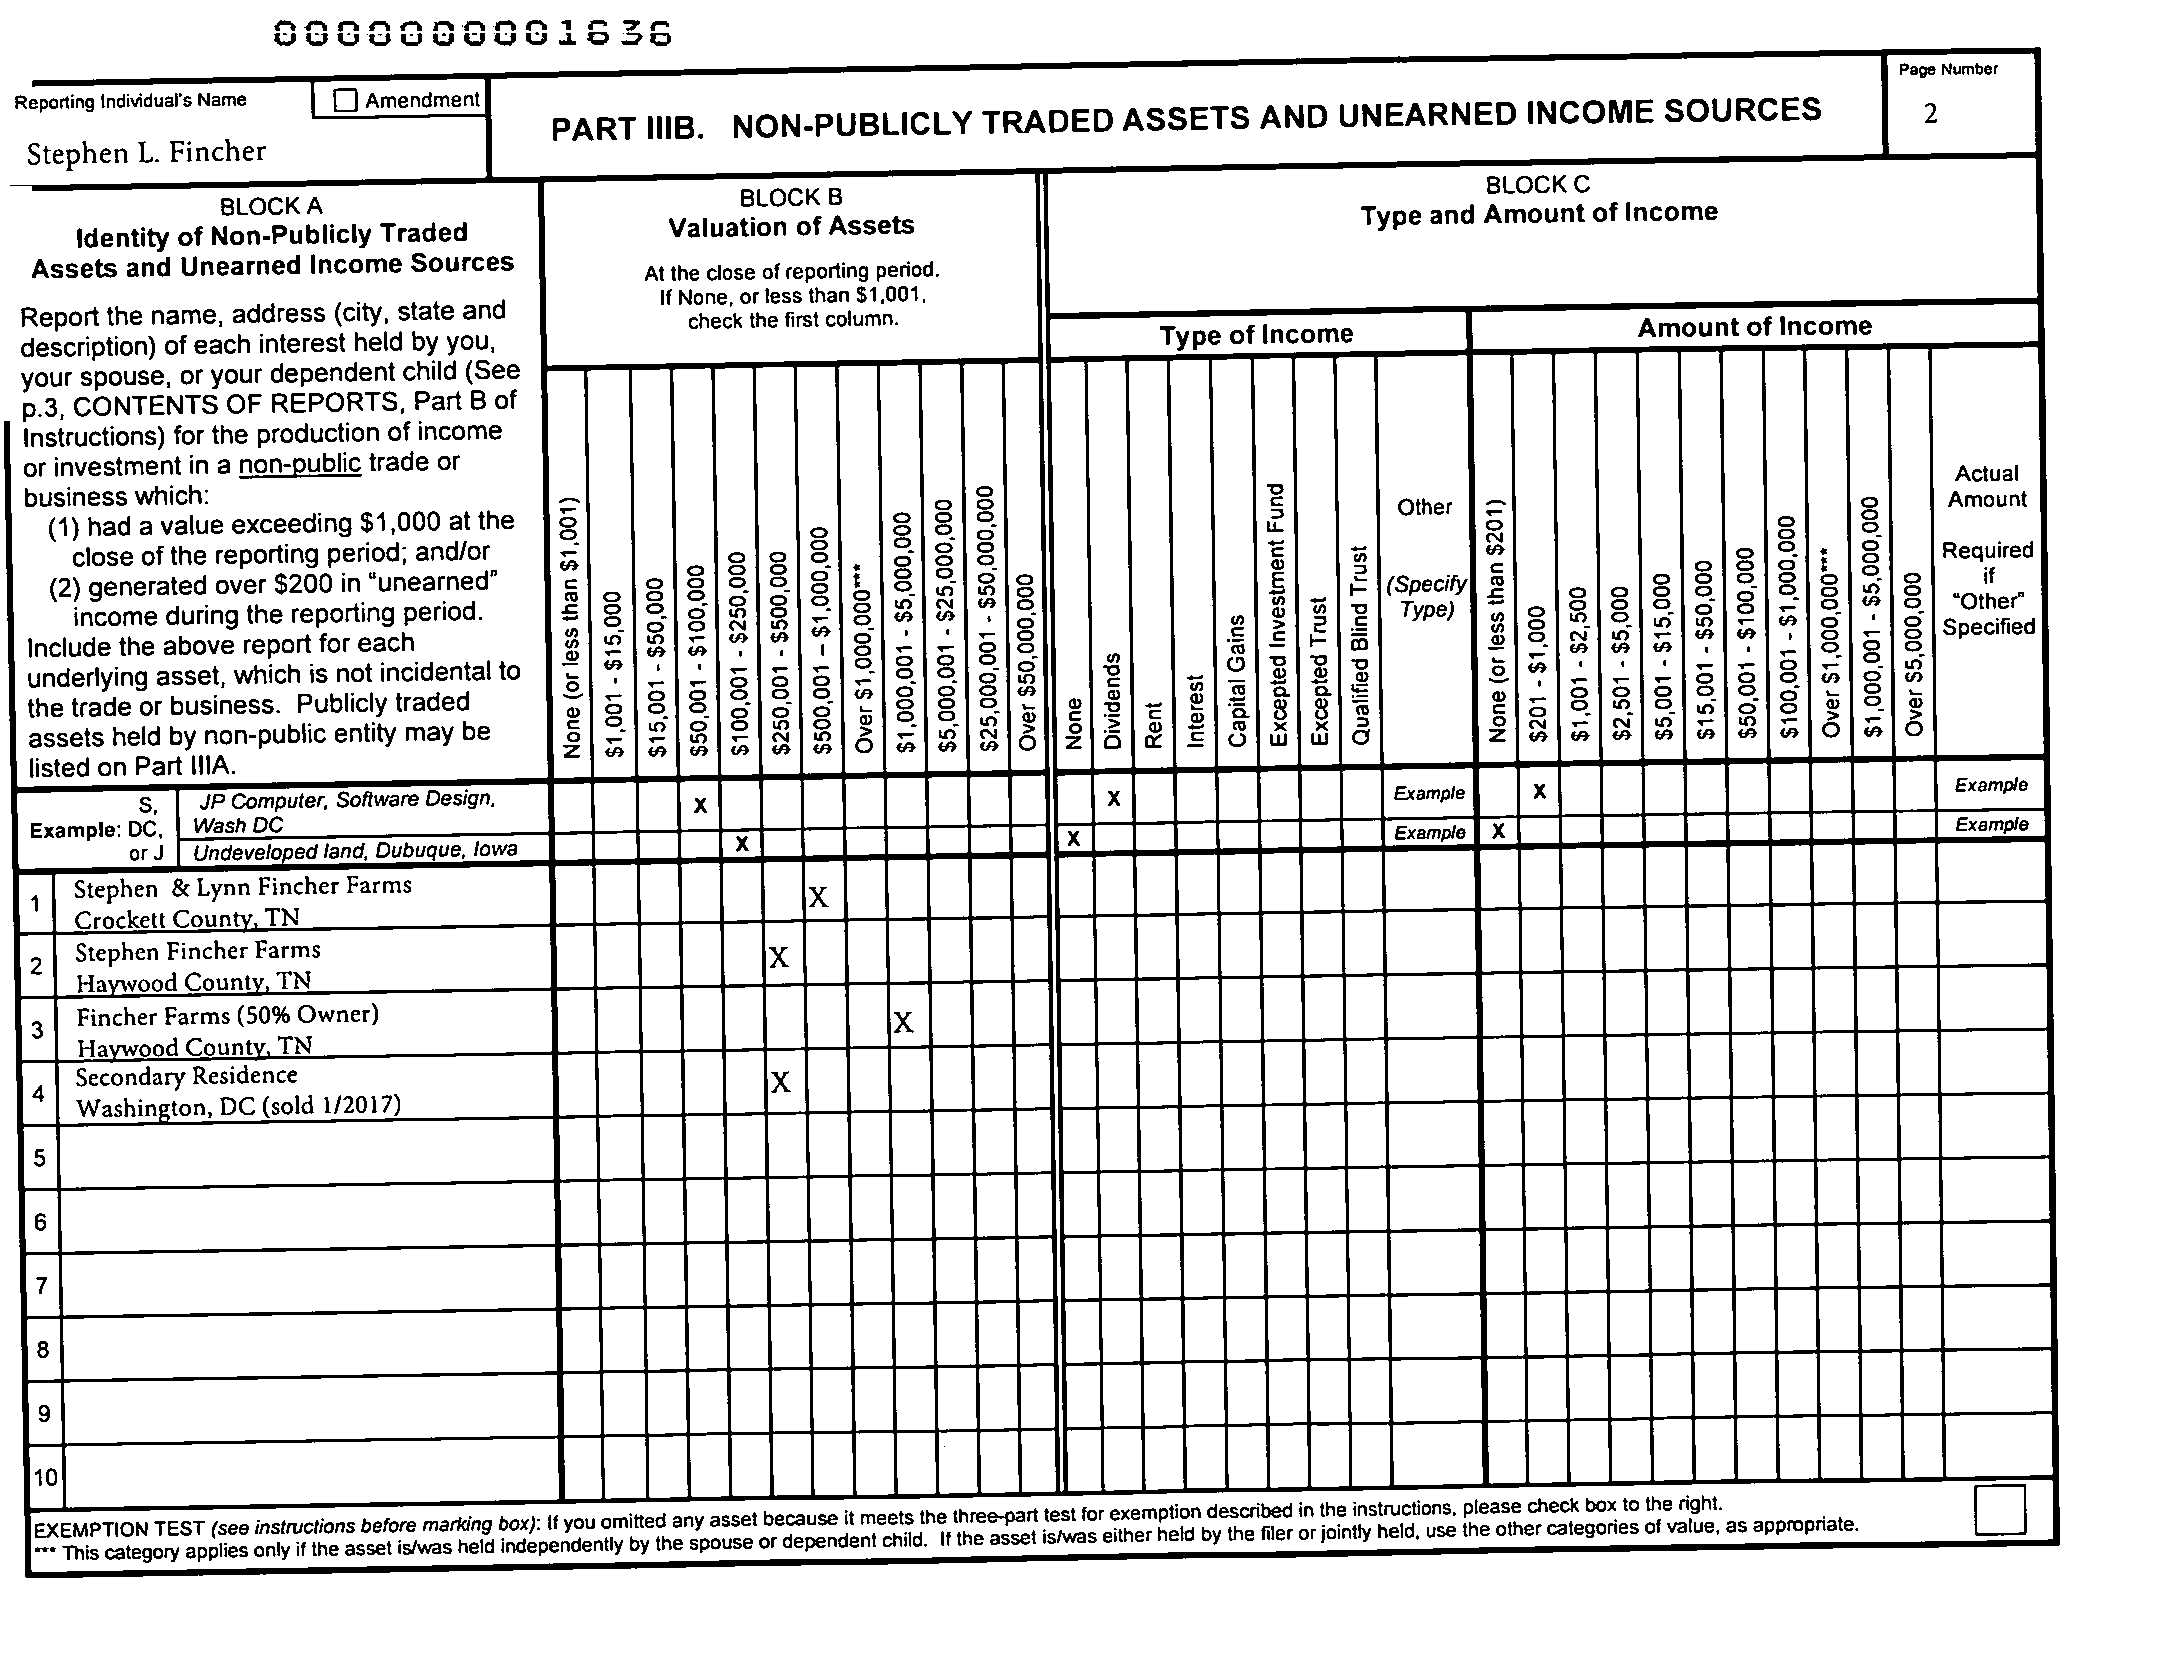 0000000001636
Reporting Individual's Name
Amendment
Stephen L. Fincher
PART IIIB. NON-PUBLICLY TRADED ASSETS AND UNEARNED INCOME SOURCES
Page Number
2
BLOCK A
Identity of Non-Publicly Traded
Assets and Unearned Income Sources
Report the name, address (city, state and
description) of each interest held by you,
your spouse, or your dependent child (See
p.3, CONTENTS OF REPORTS, Part B of
Instructions) for the production of income
or investment in a non-public trade or
business which:
(1) had a value exceeding $1,000 at the
close of the reporting period; and/or
(2) generated over $200 in "unearned"
income during the reporting period.
Include the above report for each
underlying asset, which is not incidental to
the trade or business. Publicly traded
assets held by non-public entity may be
listed on Part IIIA.
BLOCK B
Valuation of Assets
At the close of reporting period.
If None, or less than $1,001,
check the first column.
None (or less than $1,001)
$1,001 - $15,000
$15,001 - $50,000
$50,001 - $100,000
$100,001 - $250,000
$250,001 - $500,000
$500,001 – $1,000,000
Over $1,000,000***
$1,000,001 - $5,000,000
$5,000,001 - $25,000,000
$25,000,001 - $50,000,000
Over $50,000,000
BLOCK C
Type and Amount of Income
Type of Income
None
Dividends
Rent
Interest
Capital Gains
Excepted Investment Fund
Excepted Trust
Qualified Blind Trust
Other
(Specify
Type)
Amount of Income
None (or less than $201)
$201 - $1,000
$1,001 - $2,500
$2,501 - $5,000
$5,001 - $15,000
$15,001 - $50,000
$50,001 - $100,000
$100,001 - $1,000,000
Over $1,000,000***
$1,000,001 - $5,000,000
Over $5,000,000
Actual
Amount
Required
if
"Other"
Specified
Example:
S,
DC,
or J
JP Computer, Software Design,
Wash DC
X X Example X Example
Undeveloped land, Dubuque, Iowa
X X Example X Example
1 Stephen & Lynn Fincher Farms X
Crockett County, TN
2 Stephen Fincher Farms X
Haywood County, TN
3 Fincher Farms (50% Owner) X
Haywood County, TN
4 Secondary Residence X
Washington, DC (sold 1/2017)
5
6
7
8
9
10
EXEMPTION TEST (see instructions before marking box): If you omitted any asset because it meets the three-part test for exemption described in the instructions, please check box to the right.
*** This category applies only if the asset is/was held independently by the spouse or dependent child. If the asset is/was either held by the filer or jointly held, use the other categories of value, as appropriate.